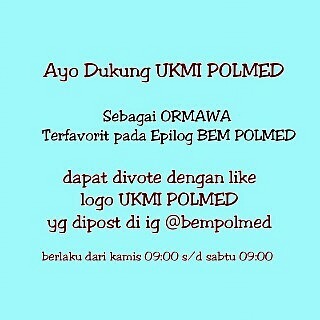 Ayo Dukung UKMI POLMED
Sebagai ORMAWA
Terfavorit pada Epilog BEM POLMED
dapat divote dengan like
logo UKMI POLMED
yg dipost di ig @bempolmed
berlaku dari kamis 09:00 s/d sabtu 09:00